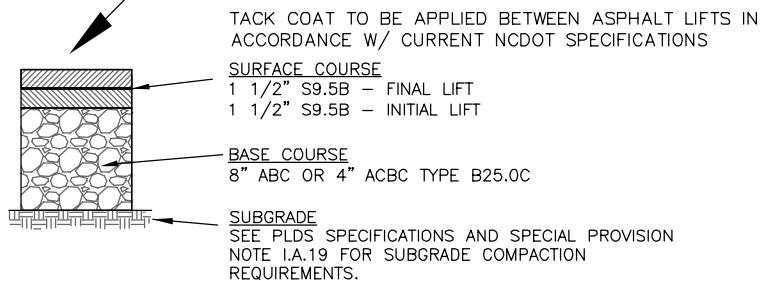 TACK COAT TO BE APPLIED BETWEEN ASPHALT LIFTS IN
ACCORDANCE W/ CURRENT NCDOT SPECIFICATIONS
SURFACE COURSE
1 1/2" S9.5B – FINAL LIFT
1 1/2" S9.5B – INITIAL LIFT
BASE COURSE
8" ABC OR 4" ACBC TYPE B25.0C
SUBGRADE
SEE PLDS SPECIFICATIONS AND SPECIAL PROVISION
NOTE I.A.19 FOR SUBGRADE COMPACTION
REQUIREMENTS.